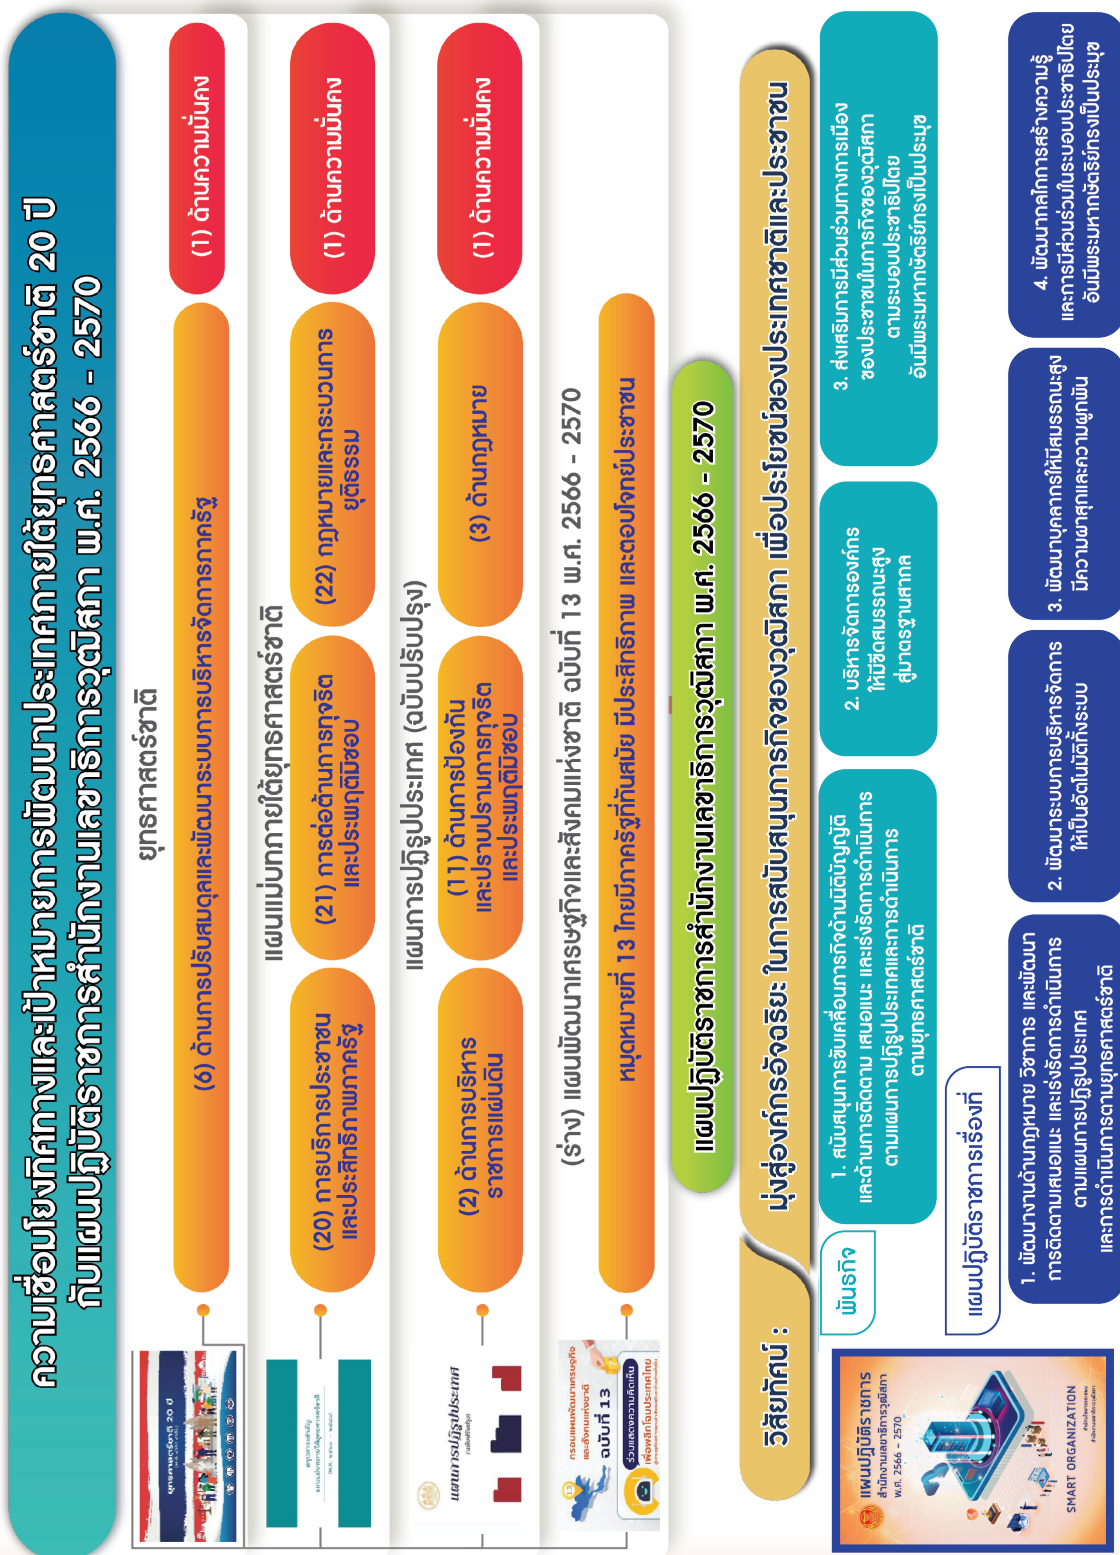 ความเชื่อมโยงทิศทางและเป้าหมายการพัฒนาประเทศภายใต้ยุทธศาสตร์ชาติ 20 ปี
กับแผนปฏิบัติราชการสำนักงานเลขาธิการวุฒิสภา พ.ศ. 2566 - 2570
ยุทธศาสตร์ชาติ
ยุทธศาสตร์ชาติ 20 ปี
(6) ด้านการปรับสมดุลและพัฒนาระบบการบริหารจัดการภาครัฐ
(1) ด้านความมั่นคง
แผนแม่บทภายใต้ยุทธศาสตร์ชาติ
(20) การบริการประชาชน
และประสิทธิภาพภาครัฐ
(21) การต่อต้านการทุจริต
และประพฤติมิชอบ
(22) กฎหมายและกระบวนการ
ยุติธรรม
(1) ด้านความมั่นคง
แผนการปฏิรูปประเทศ (ฉบับปรับปรุง)
แผนการปฏิรูปประเทศ
(2) ด้านการบริหาร
ราชการแผ่นดิน
(11) ด้านการป้องกัน
และปราบปรามการทุจริต
และประพฤติมิชอบ
(3) ด้านกฎหมาย
(1) ด้านความมั่นคง
(ร่าง) แผนพัฒนาเศรษฐกิจและสังคมแห่งชาติ ฉบับที่ 13 พ.ศ. 2566 - 2570
กรอบแผนพัฒนาเศรษฐกิจ
และสังคมแห่งชาติ
ฉบับที่ 13
ร่วมแสดงความคิดเห็น
เพื่อพลิกโฉมประเทศไทย
หมุดหมายที่ 13 ไทยมีภาครัฐที่ทันสมัย มีประสิทธิภาพ และตอบโจทย์ประชาชน
แผนปฏิบัติราชการสำนักงานเลขาธิการวุฒิสภา พ.ศ. 2566 - 2570
วิสัยทัศน์ :
มุ่งสู่องค์กรอัจฉริยะ ในการสนับสนุนภารกิจของวุฒิสภา เพื่อประโยชน์ของประเทศชาติและประชาชน
พันธกิจ
1. สนับสนุนการขับเคลื่อนภารกิจด้านนิติบัญญัติ
และด้านการติดตาม เสนอแนะ และเร่งรัดการดำเนินการ
ตามแผนการปฏิรูปประเทศและการดำเนินการ
ตามยุทธศาสตร์ชาติ
2. บริหารจัดการองค์กร
ให้มีขีดสมรรถนะสูง
สู่มาตรฐานสากล
3. ส่งเสริมการมีส่วนร่วมทางการเมือง
ของประชาชนในภารกิจของวุฒิสภา
ตามระบอบประชาธิปไตย
อันมีพระมหากษัตริย์ทรงเป็นประมุข
แผนปฏิบัติราชการเรื่องที่
1. พัฒนางานด้านกฎหมาย วิชาการ และพัฒนา
การติดตามเสนอแนะ และเร่งรัดการดำเนินการ
ตามแผนการปฏิรูปประเทศ
และการดำเนินการตามยุทธศาสตร์ชาติ
2. พัฒนาระบบการบริหารจัดการ
ให้เป็นอัตโนมัติทั้งระบบ
3. พัฒนาบุคลากรให้มีสมรรถนะสูง
มีความผาสุกและความผูกพัน
4. พัฒนากลไกการสร้างความรู้
และการมีส่วนร่วมในระบอบประชาธิปไตย
อันมีพระมหากษัตริย์ทรงเป็นประมุข
แผนปฏิบัติราชการ
สำนักงานเลขาธิการวุฒิสภา
พ.ศ. 2566 - 2570
SMART ORGANIZATION